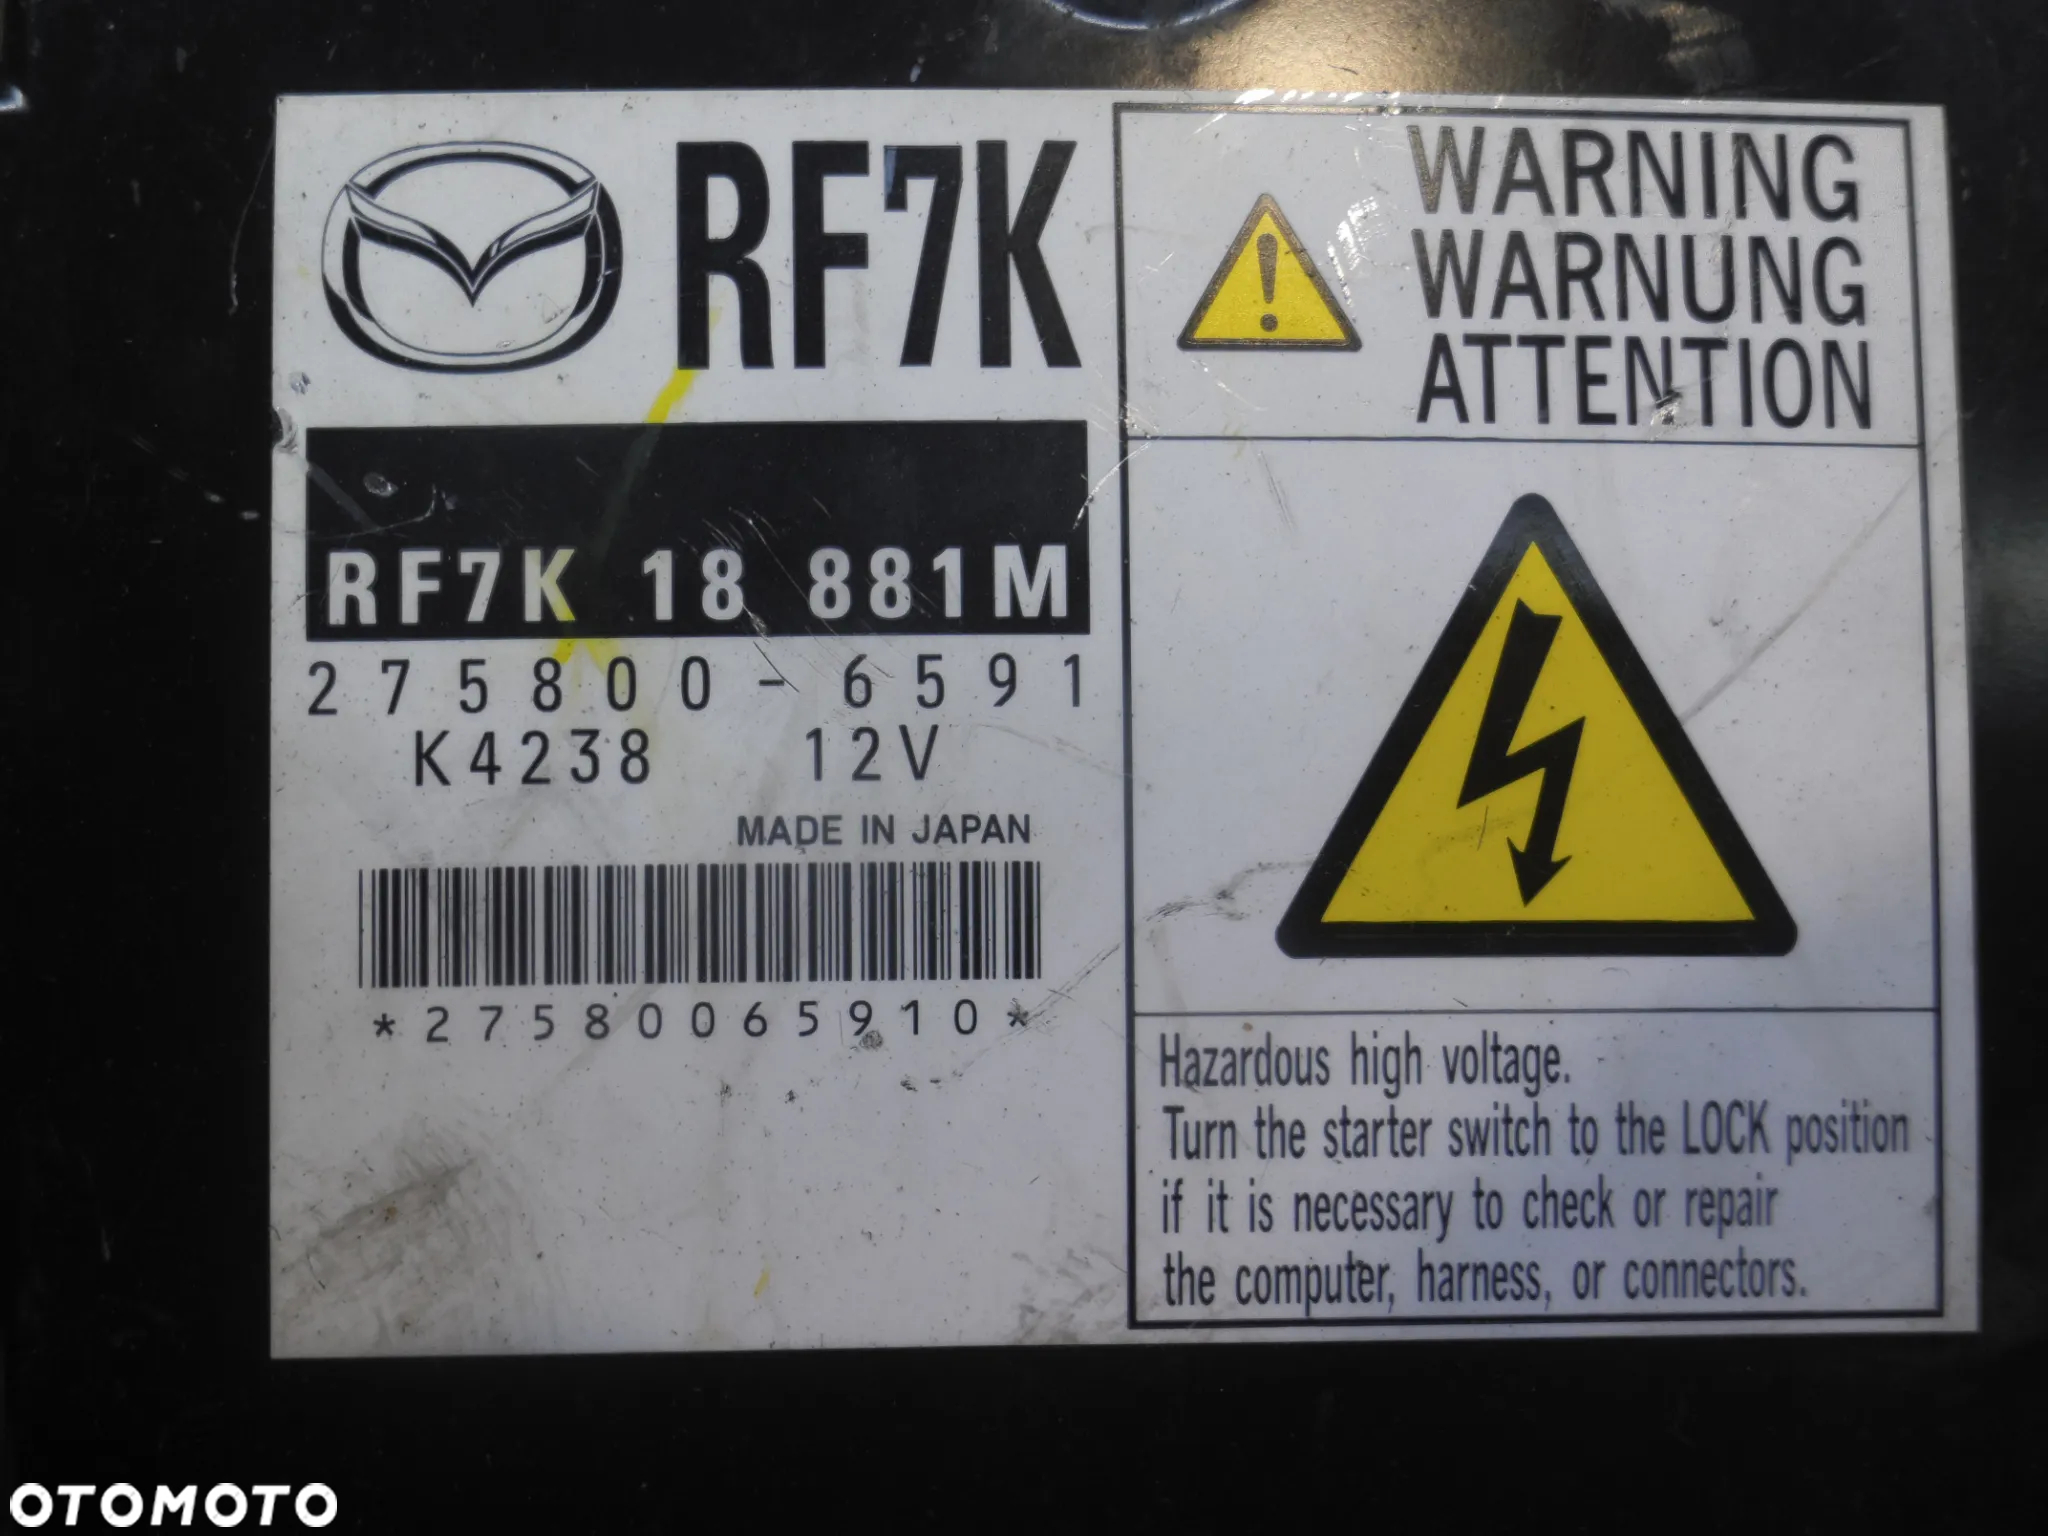 RF7K
RF7K 18 881M
275800-6591
K4238 12V
MADE IN JAPAN
*27580065910*
WARNING
WARNUNG
ATTENTION
Hazardous high voltage.
Turn the starter switch to the LOCK position
if it is necessary to check or repair
the computer, harness, or connectors.
OTOMOTO